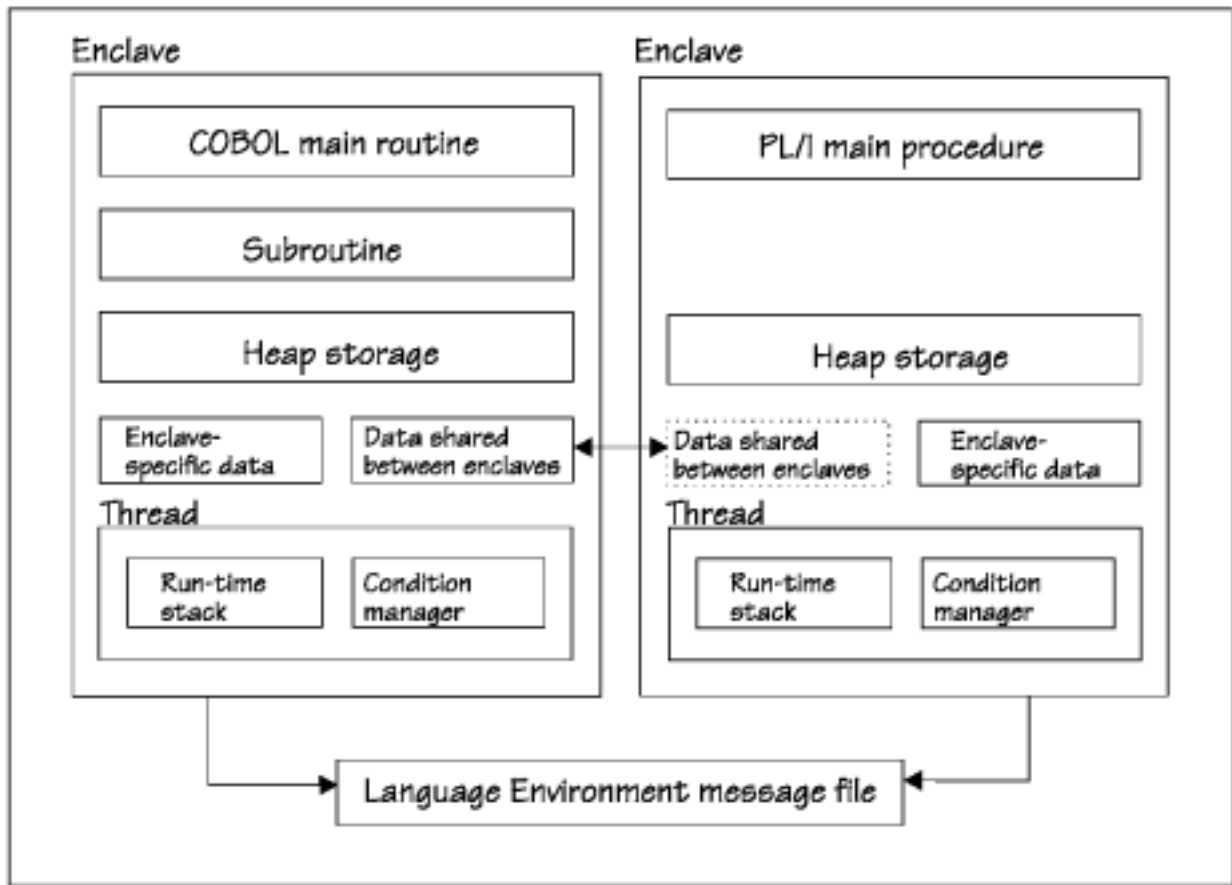 Enclave
COBOL main routine
Subroutine
Heap storage
Enclave-
specific data
Data shared
between enclaves
Thread
Run-time
stack
Condition
manager
Enclave
PL/I main procedure
Heap storage
Data shared
between enclaves
Enclave-
specific data
Thread
Run-time
stack
Condition
manager
Language Environment message file